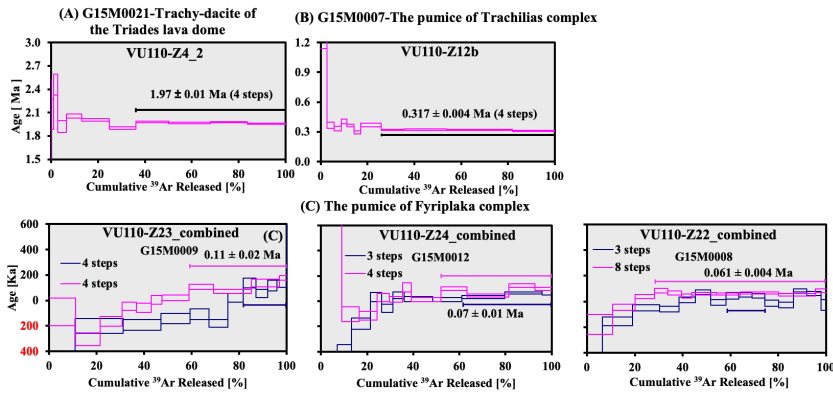 (A) G15M0021-Trachy-dacite of
the Triades lava dome
(B) G15M0007-The pumice of Trachilias complex
VU110-Z4_2
VU110-Z12b
Age [ Ma ]
3.0
2.7
2.4
2.1
1.8
1.5
1.97 ± 0.01 Ma (4 steps)
0 20 40 60 80 100
Cumulative ³⁹Ar Released [%]
1.2
0.9
0.6
0.3
0.0
0.317 ± 0.004 Ma (4 steps)
0 20 40 60 80 100
Cumulative ³⁹Ar Released [%]
(C) The pumice of Fyriplaka complex
Age [Ka]
600
400
200
0
200
400
VU110-Z23_combined
(C)
G15M0009
0.11 ± 0.02 Ma
4 steps
4 steps
0 20 40 60 80 100
Cumulative ³⁹Ar Released [%]
VU110-Z24_combined
3 steps
G15M0012
4 steps
0.07 ± 0.01 Ma
0 20 40 60 80 100
Cumulative ³⁹Ar Released [%]
VU110-Z22_combined
3 steps
G15M0008
8 steps
0.061 ± 0.004 Ma
0 20 40 60 80 100
Cumulative ³⁹Ar Released [%]